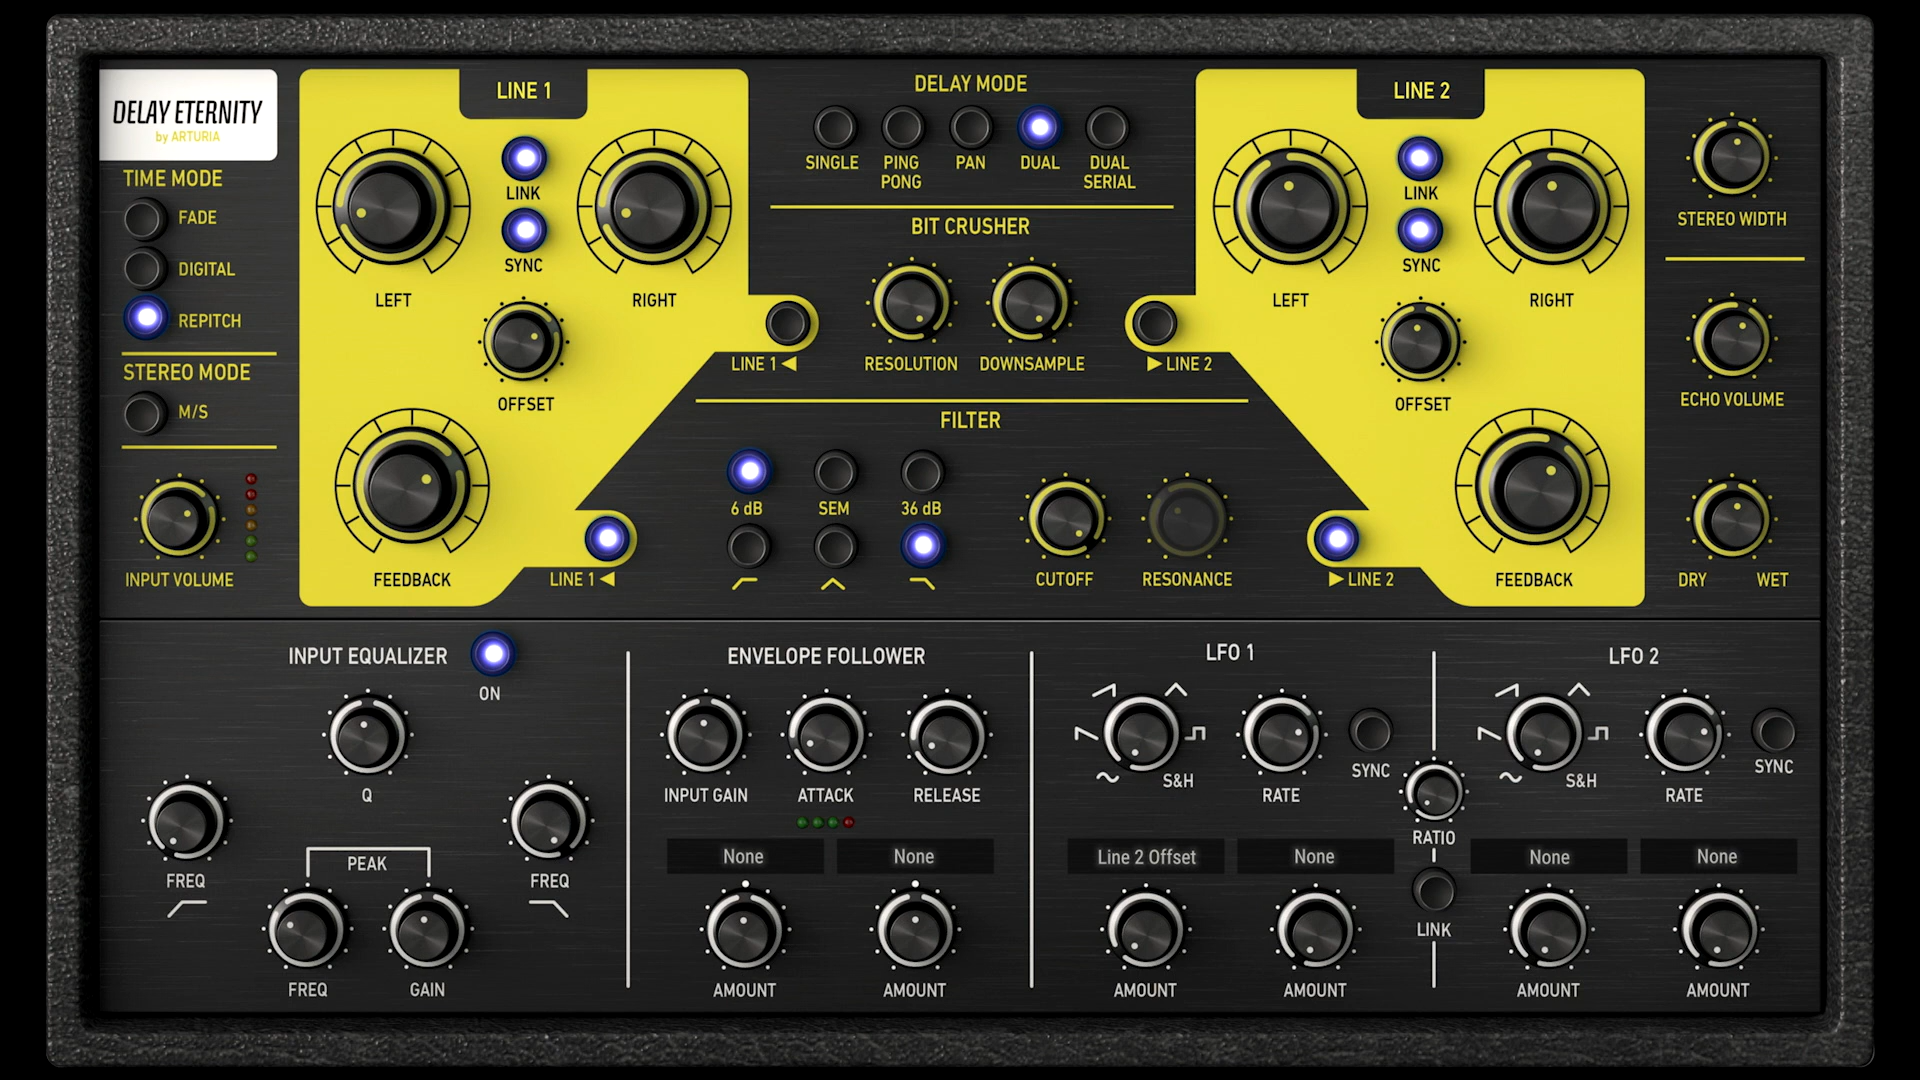 DELAY ETERNITY
by ARTURIA
TIME MODE
FADE
DIGITAL
REPITCH
STEREO MODE
M/S
INPUT VOLUME
LINE 1
LINK
SYNC
LEFT
RIGHT
OFFSET
FEEDBACK
LINE 1 ◀
LINE 1 ◀
DELAY MODE
SINGLE
PING
PONG
PAN
DUAL
DUAL
SERIAL
BIT CRUSHER
RESOLUTION
DOWNSAMPLE
FILTER
6 dB
SEM
36 dB
CUTOFF
RESONANCE
LINE 2
LINK
SYNC
LEFT
RIGHT
OFFSET
FEEDBACK
▶ LINE 2
▶ LINE 2
STEREO WIDTH
ECHO VOLUME
DRY
WET
INPUT EQUALIZER
ON
Q
FREQ
PEAK
FREQ
FREQ
GAIN
ENVELOPE FOLLOWER
INPUT GAIN
ATTACK
RELEASE
None
None
AMOUNT
AMOUNT
LFO 1
S&H
RATE
SYNC
Line 2 Offset
None
AMOUNT
AMOUNT
RATIO
LINK
LFO 2
S&H
RATE
SYNC
None
None
AMOUNT
AMOUNT